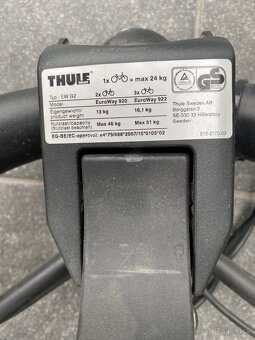 THULE
1x = max 24 kg
Typ: EW G2 2x 3x
Model EuroWay 920 EuroWay 922
Eigengewicht/ product weight 13 kg 16,1 kg
Nutzlast/capacity (Stützlast beachten) Max 46 kg Max 51 kg
EG-BE/EC-approval: e4*79/488*2007/15*0105*02
Thule Sweden AB
Borggatan 2
SE-330 33 Hillerstorp
Sweden
GS